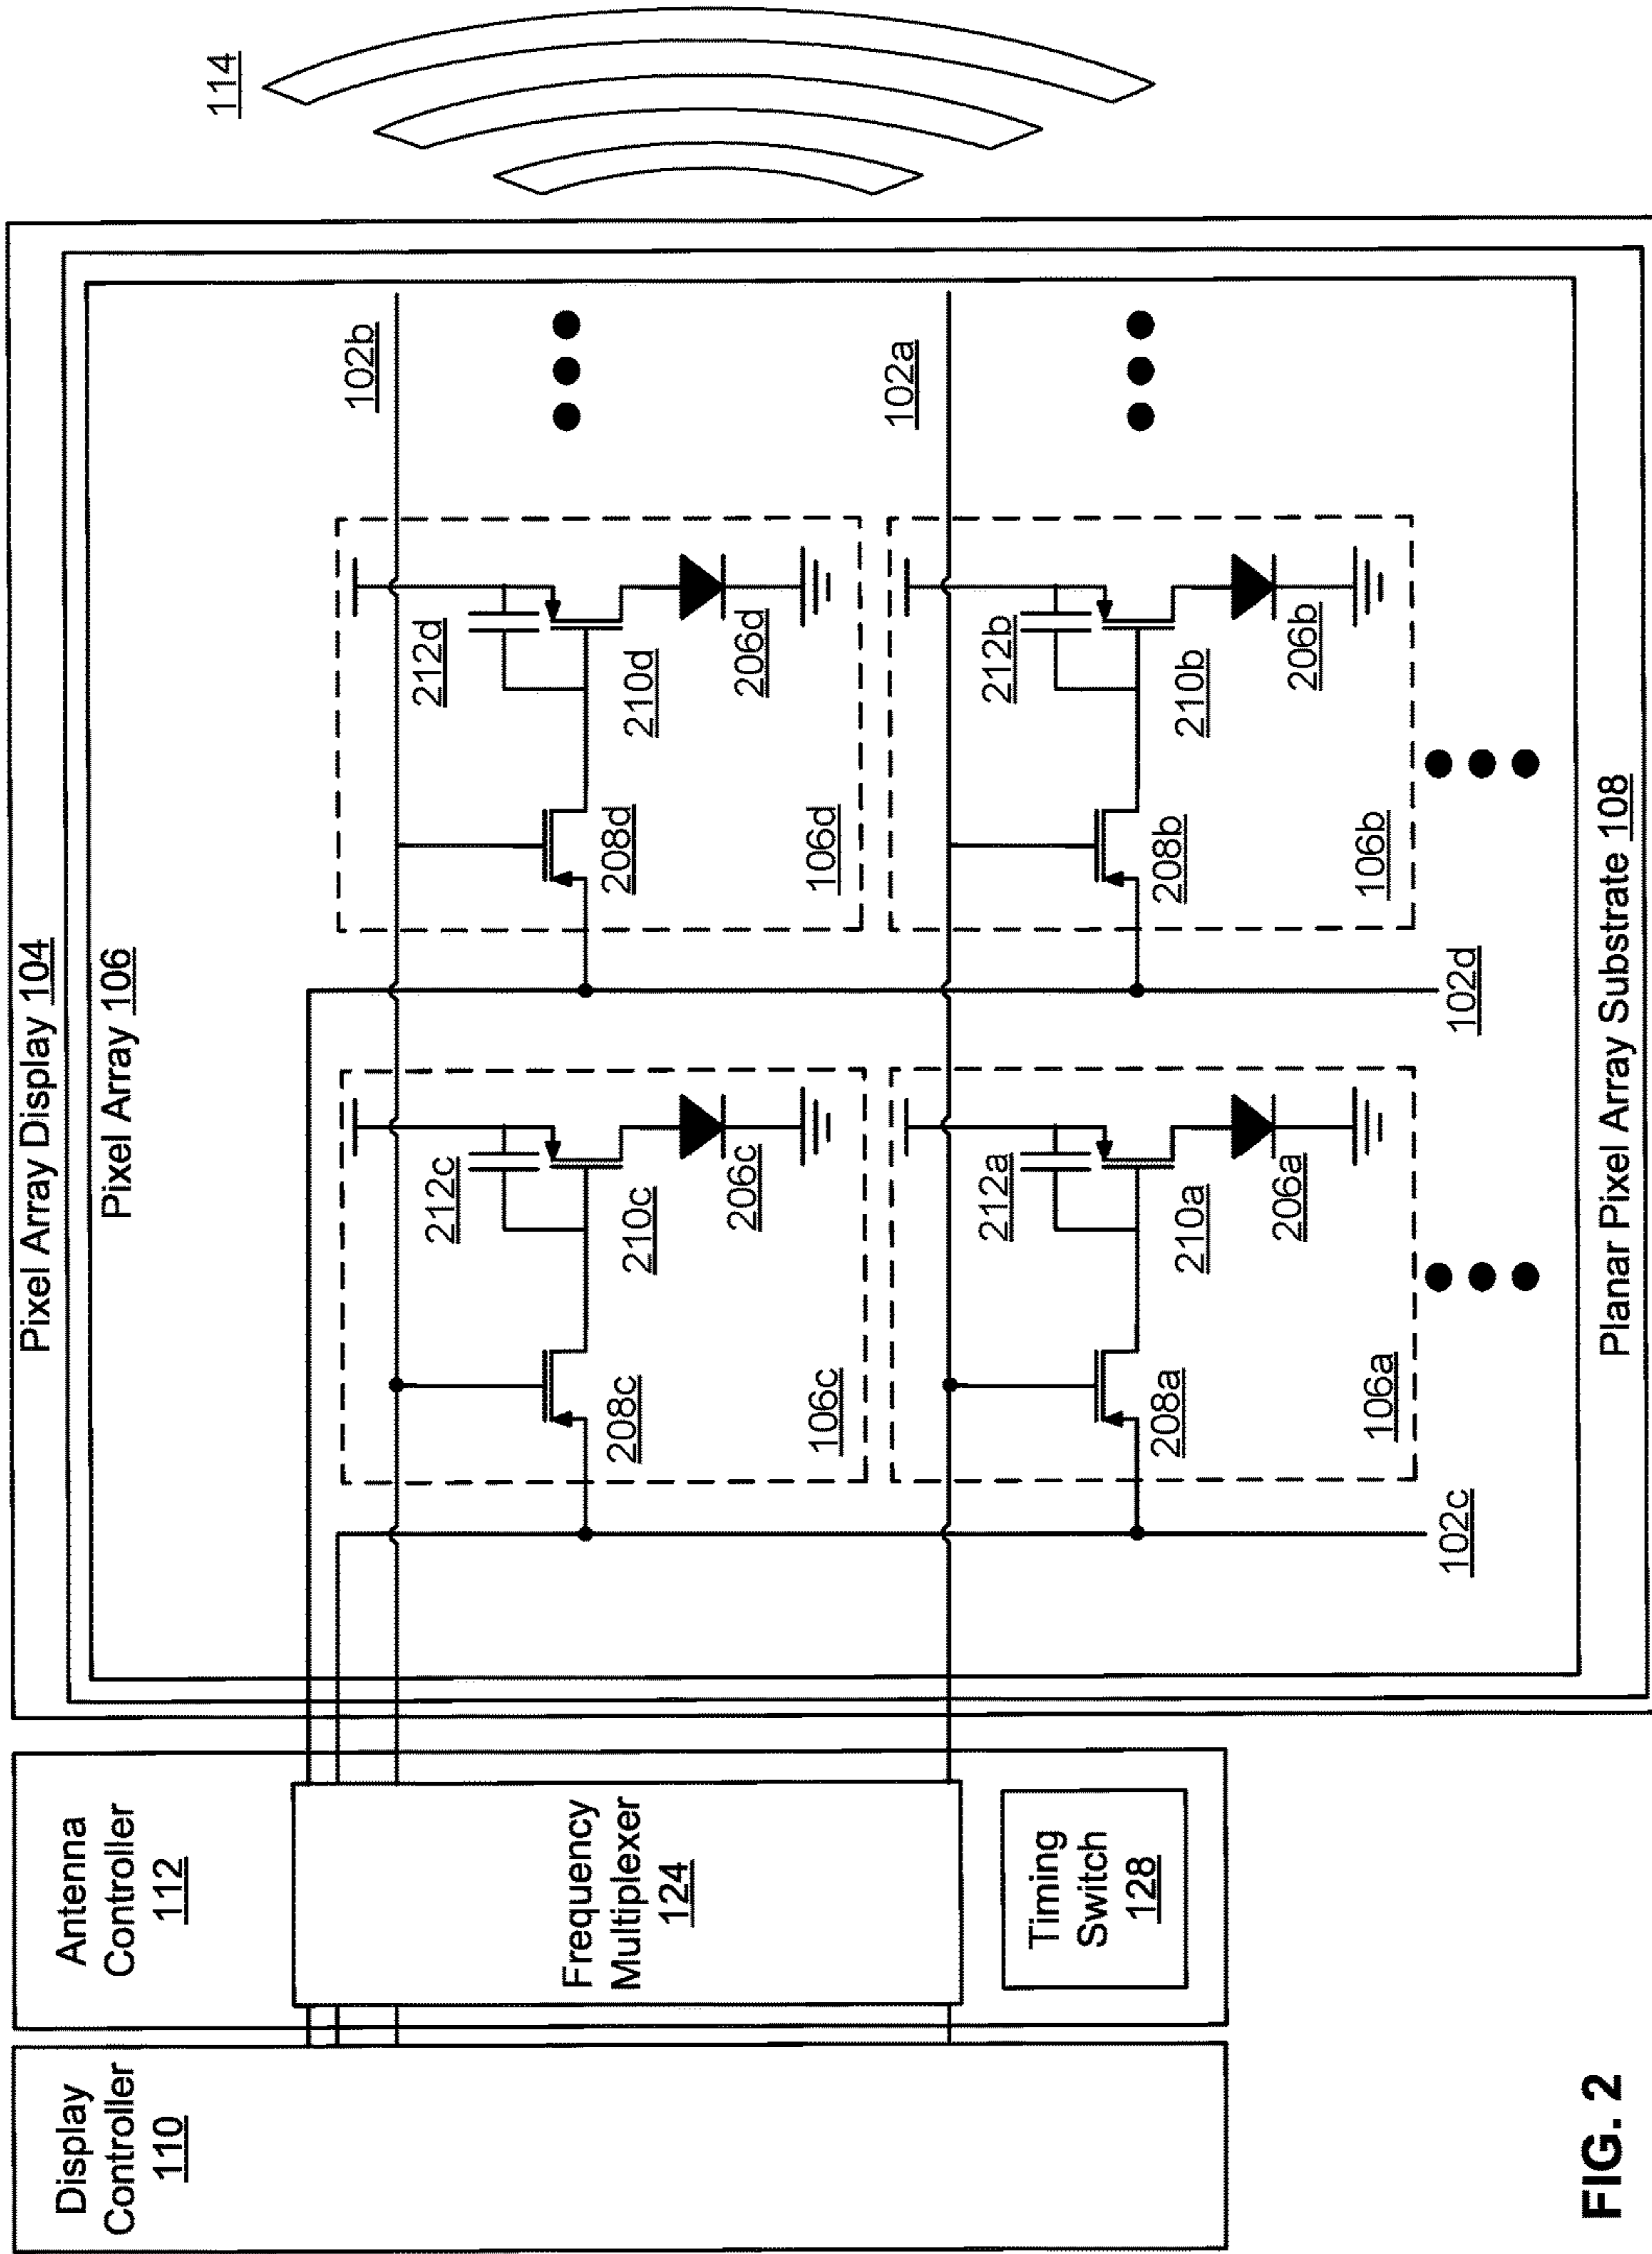 Display
Controller
110
Antenna
Controller
112
Frequency
Multiplexer
124
Timing
Switch
128
Pixel Array Display 104
Pixel Array 106
114
102b
212c
210c
206c
208c
106c
212d
210d
206d
208d
106d
102a
212a
210a
206a
208a
106a
212b
210b
206b
208b
106b
102c
102d
Planar Pixel Array Substrate 108
FIG. 2